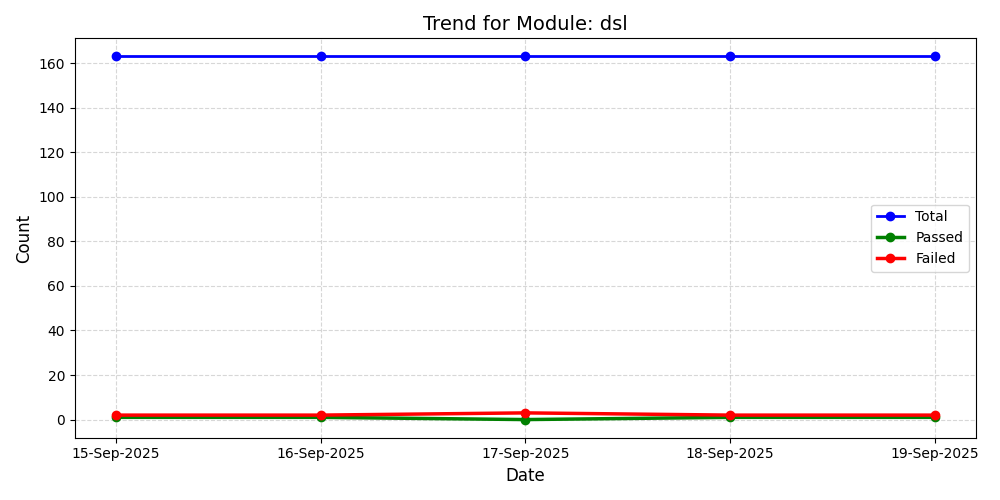 Trend for Module: dsl
Count
160
140
120
100
80
60
40
20
0
Total
Passed
Failed
15-Sep-2025 16-Sep-2025 17-Sep-2025 18-Sep-2025 19-Sep-2025
Date